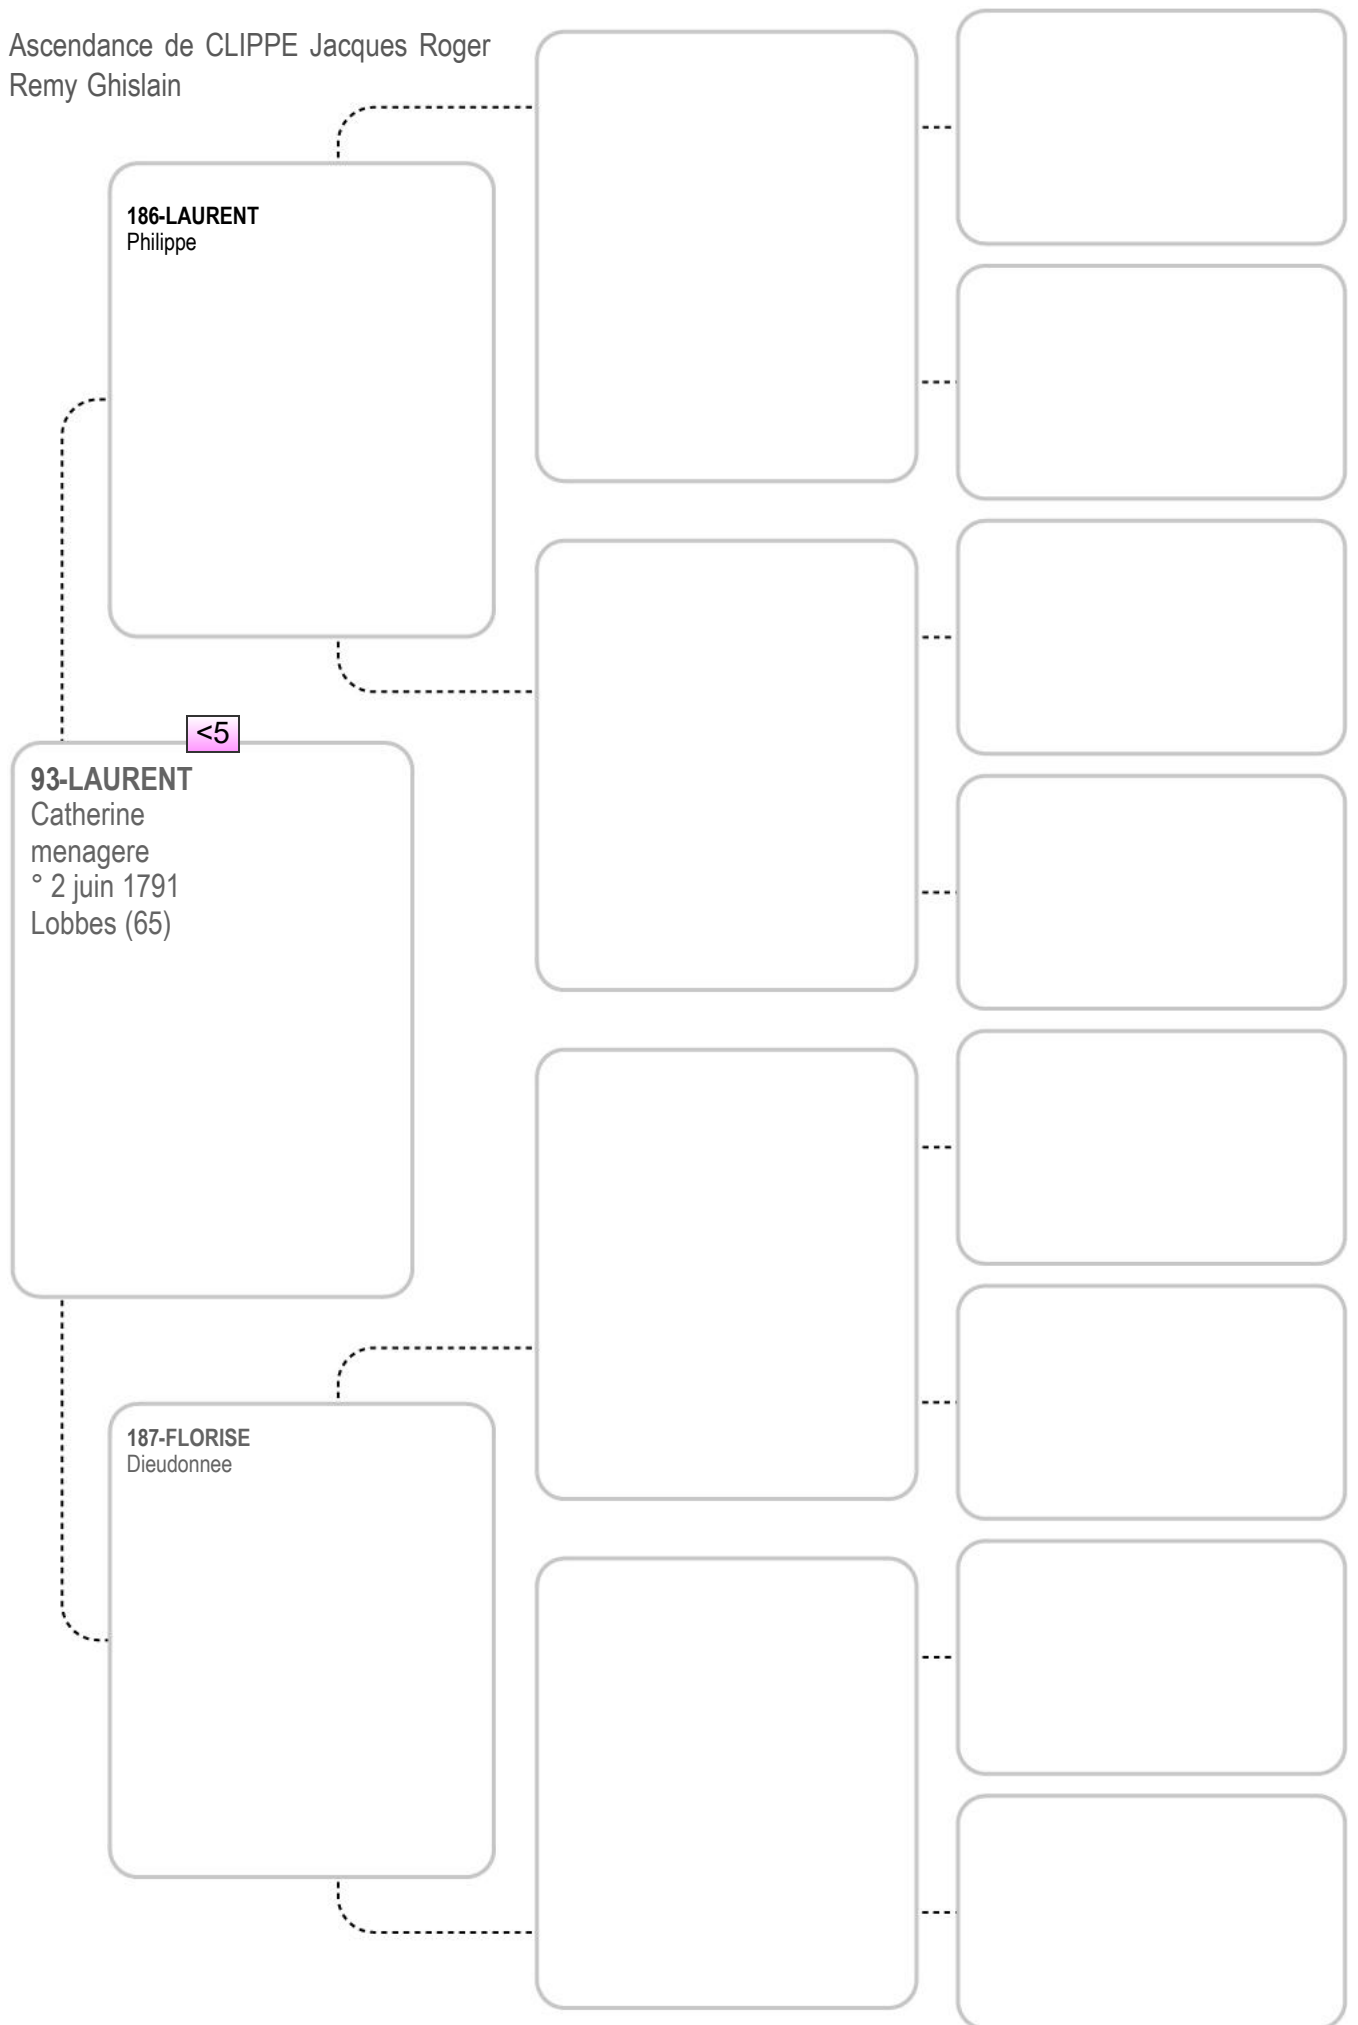 Ascendance de CLIPPE Jacques Roger
Remy Ghislain
186-LAURENT
Philippe
<5
93-LAURENT
Catherine
menagere
° 2 juin 1791
Lobbes (65)
187-FLORISE
Dieudonnee